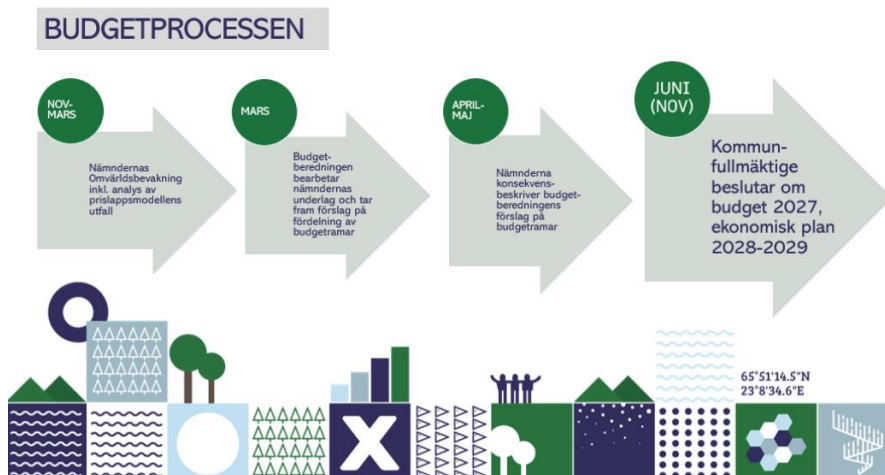 BUDGETPROCESSEN
NOV-
MARS
Nämndernas
Omvärldsbevakning
inkl. analys av
prislappsmodellens
utfall
MARS
Budget-
beredningen
bearbetar
nämndernas
underlag och tar
fram förslag på
fördelning av
budgetramar
APRIL-
MAJ
Nämnderna
konsekvens-
beskriver budget-
beredningens
förslag på
budgetramar
JUNI
(NOV)
Kommun-
fullmäktige
beslutar om
budget 2027,
ekonomisk plan
2028-2029
65°51'14.5"N
23°8'34.6"E